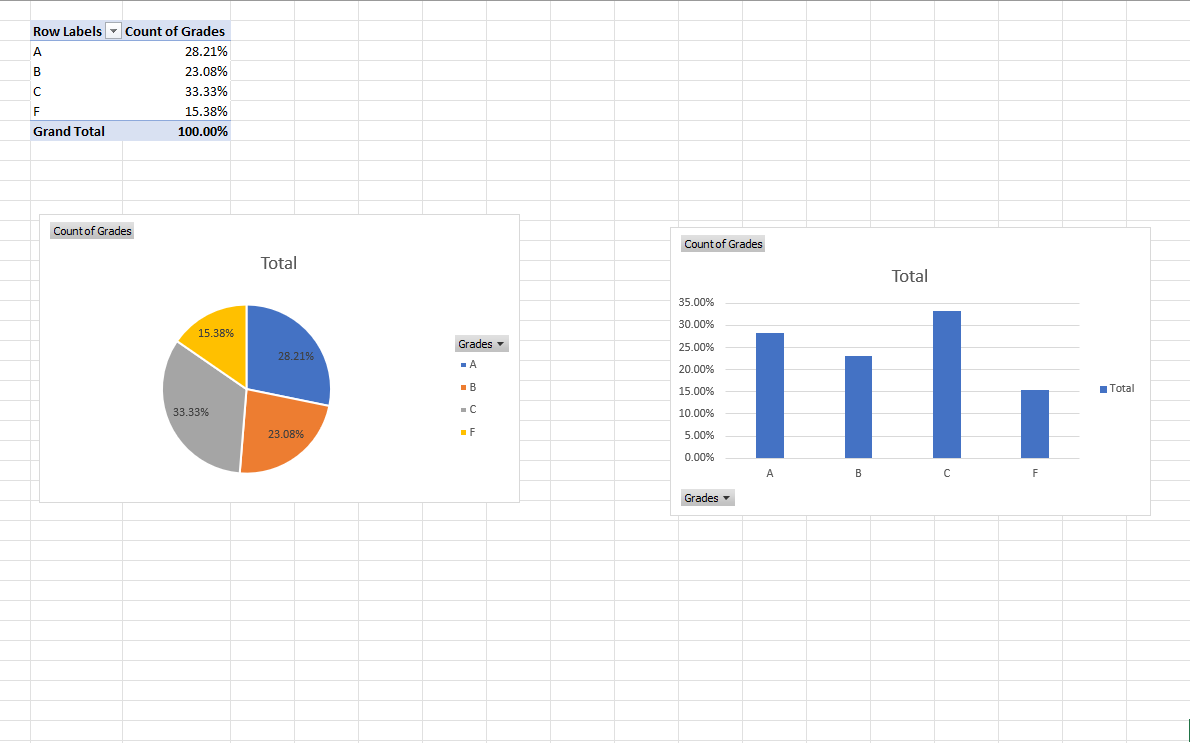 Row Labels Count of Grades
A 28.21%
B 23.08%
C 33.33%
F 15.38%
Grand Total 100.00%
Count of Grades
Total
15.38%
28.21%
33.33%
23.08%
Grades
A
B
C
F
Count of Grades
Total
35.00%
30.00%
25.00%
20.00%
15.00%
10.00%
5.00%
0.00%
A B C F
Total
Grades